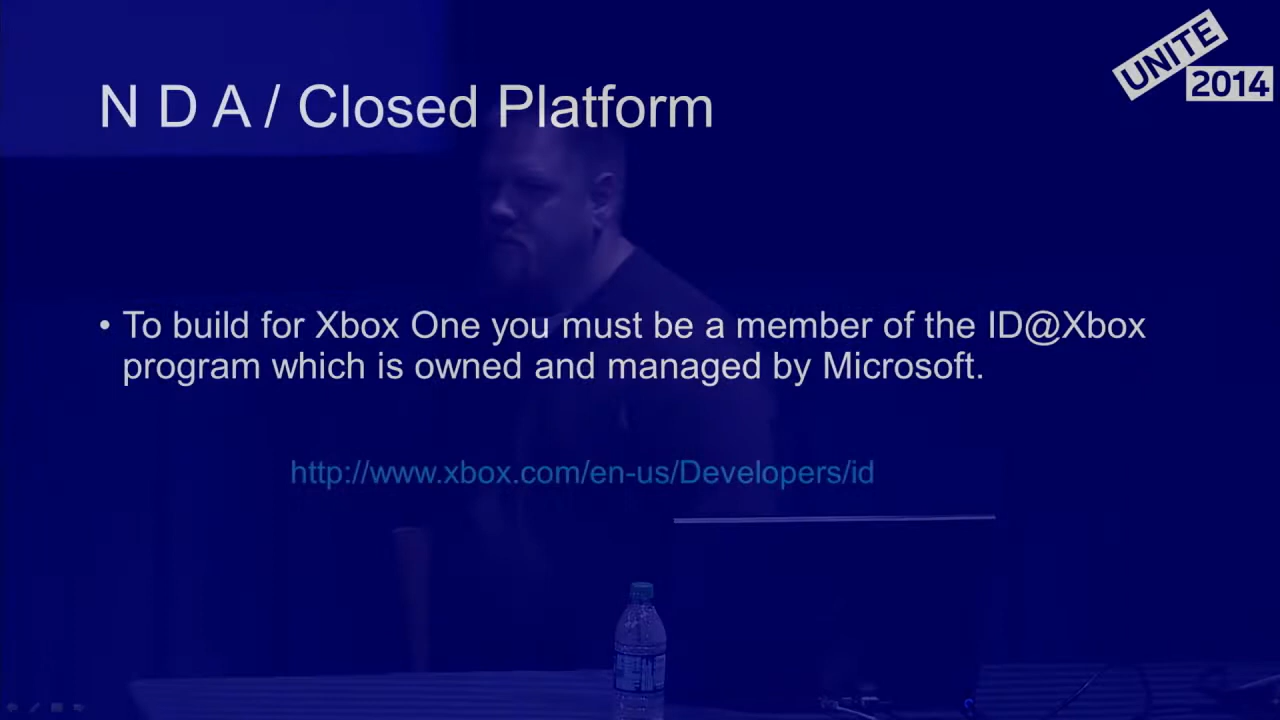 UNITE
2014
N D A / Closed Platform
• To build for Xbox One you must be a member of the ID@Xbox
program which is owned and managed by Microsoft.
http://www.xbox.com/en-us/Developers/id